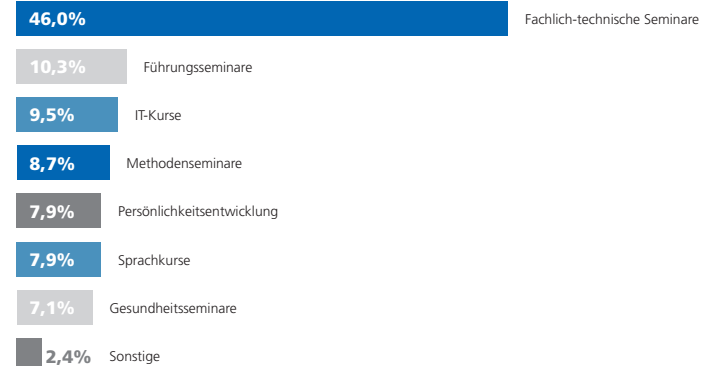 46,0% Fachlich-technische Seminare
10,3% Führungsseminare
9,5% IT-Kurse
8,7% Methodenseminare
7,9% Persönlichkeitsentwicklung
7,9% Sprachkurse
7,1% Gesundheitsseminare
2,4% Sonstige